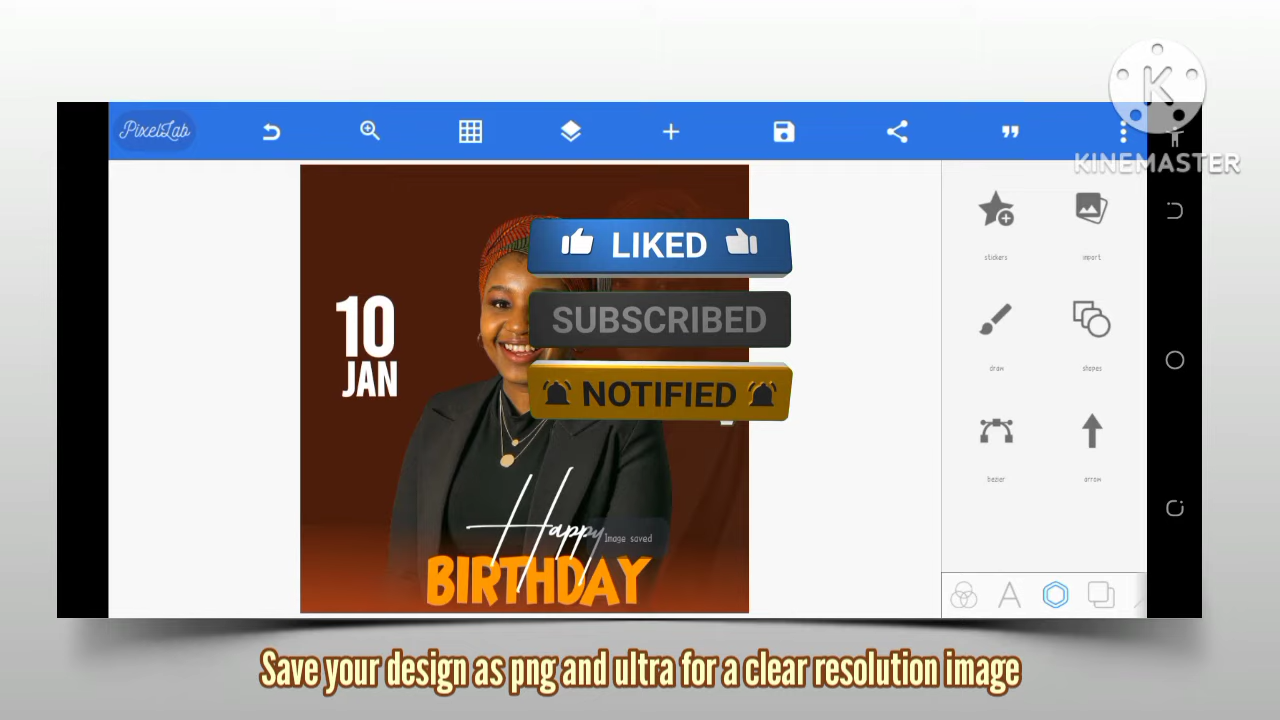 PixelLab
KINEMASTER
stickers
import
LIKED
SUBSCRIBED
NOTIFIED
10
JAN
draw
shapes
bezier
arrow
Happy
Image saved
BIRTHDAY
Save your design as png and ultra for a clear resolution image